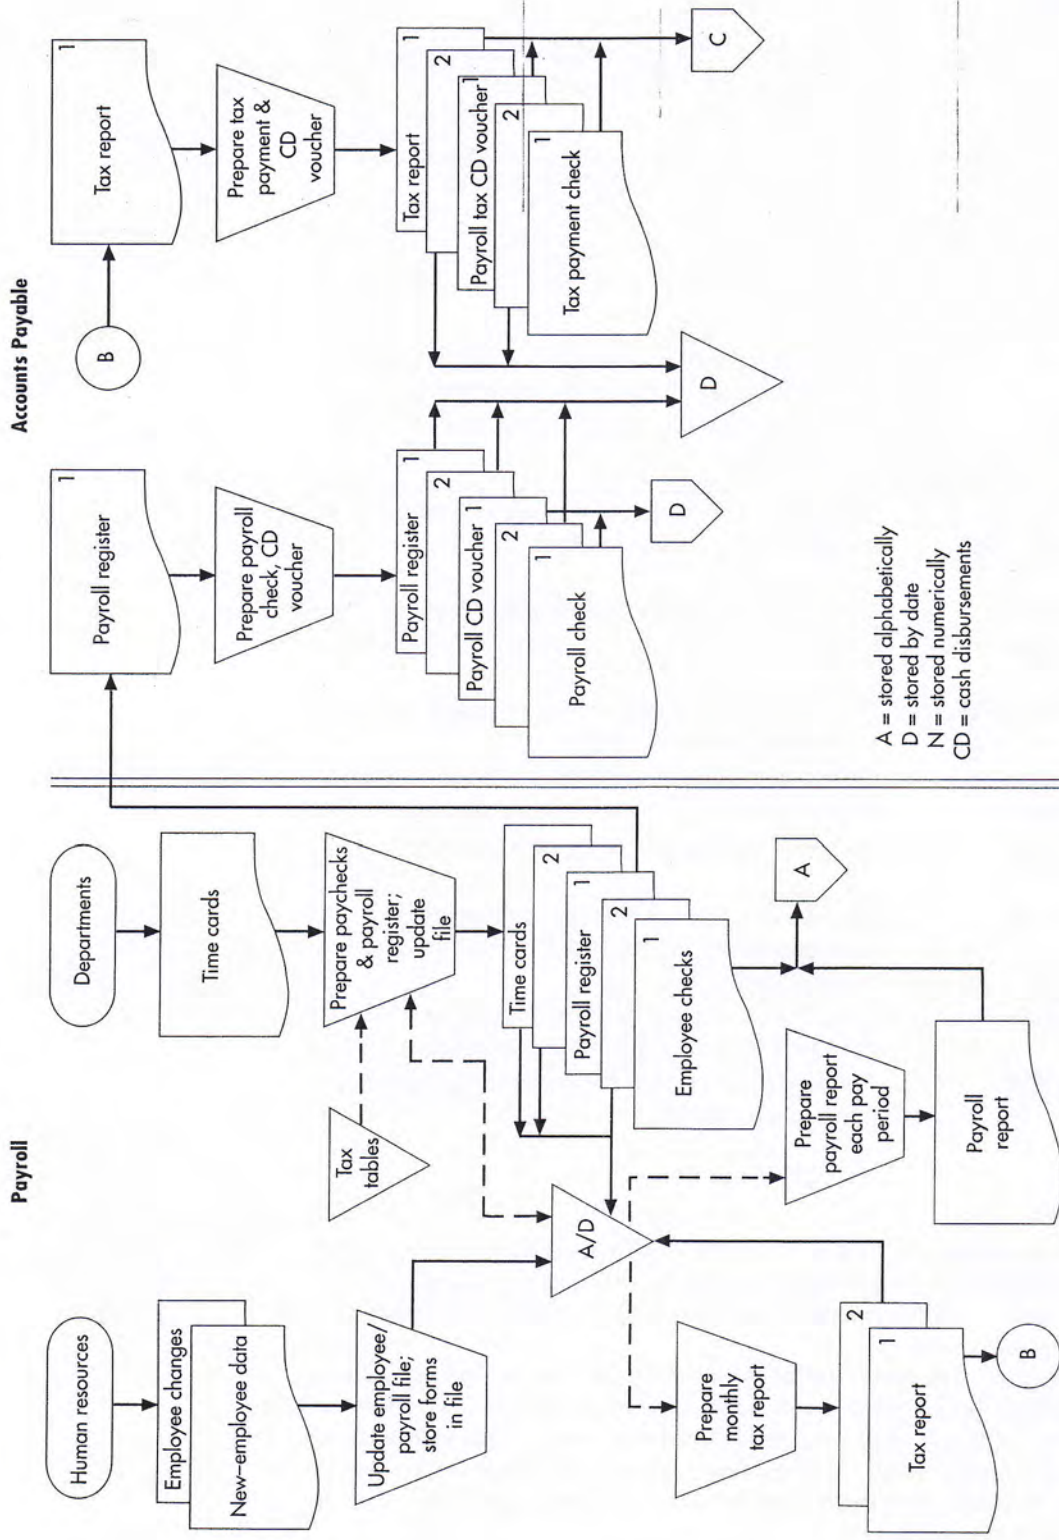 Payroll
Human resources
Employee changes
New–employee data
Update employee/
payroll file;
store forms
in file
Departments
Time cards
Tax
tables
Prepare paychecks
& payroll
register;
update
file
Time cards
2
Payroll register
1
2
Employee checks
1
A/D
Prepare
monthly
tax report
2
Tax report
1
B
Prepare
payroll report
each pay
period
Payroll
report
A
Accounts Payable
Payroll register
1
Prepare payroll
check, CD
voucher
Payroll register
1
2
Payroll CD voucher
1
2
Payroll check
1
D
D
B
Tax report
1
Prepare tax
payment &
CD
voucher
Tax report
1
2
Payroll tax CD voucher
1
2
Tax payment check
1
C
A = stored alphabetically
D = stored by date
N = stored numerically
CD = cash disbursements